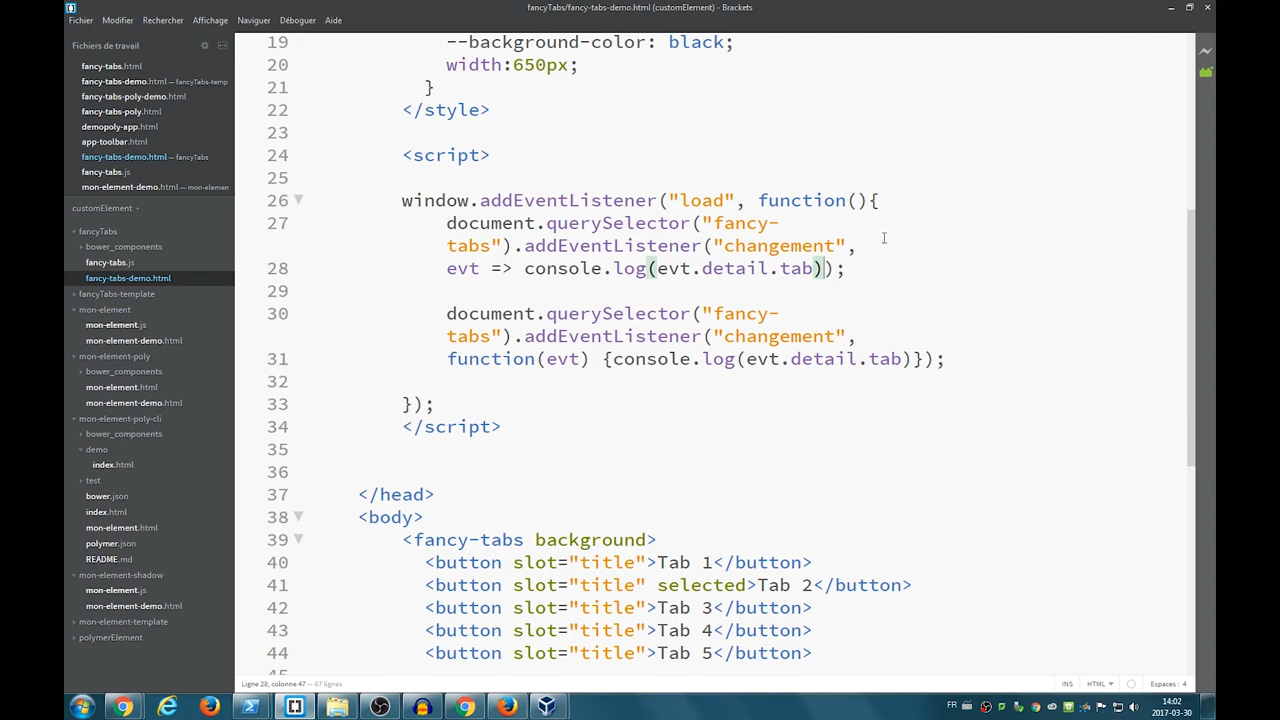 fancyTabs/fancy-tabs-demo.html (customElement) - Brackets
Fichier Modifier Rechercher Affichage Naviguer Déboguer Aide
Fichiers de travail
fancy-tabs.html
fancy-tabs-demo.html — fancyTabs-temp
fancy-tabs-poly-demo.html
fancy-tabs-poly.html
demopoly-app.html
app-toolbar.html
fancy-tabs-demo.html — fancyTabs
fancy-tabs.js
mon-element-demo.html — mon-elemen
customElement
fancyTabs
bower_components
fancy-tabs.js
fancy-tabs-demo.html
fancyTabs-template
mon-element
mon-element.js
mon-element-demo.html
mon-element-poly
bower_components
mon-element.html
mon-element-demo.html
mon-element-poly-cli
bower_components
demo
index.html
test
bower.json
index.html
mon-element.html
polymer.json
README.md
mon-element-shadow
mon-element.js
mon-element-demo.html
mon-element-template
polymerElement
19 --background-color: black;
20 width:650px;
21 }
22 </style>
23
24 <script>
25
26 window.addEventListener("load", function(){
27 document.querySelector("fancy-
tabs").addEventListener("changement",
28 evt => console.log(evt.detail.tab));
29
30 document.querySelector("fancy-
tabs").addEventListener("changement",
31 function(evt) {console.log(evt.detail.tab)});
32
33 });
34 </script>
35
36
37 </head>
38 <body>
39 <fancy-tabs background>
40 <button slot="title">Tab 1</button>
41 <button slot="title" selected>Tab 2</button>
42 <button slot="title">Tab 3</button>
43 <button slot="title">Tab 4</button>
44 <button slot="title">Tab 5</button>
Ligne 28, colonne 47 — 67 lignes
INS HTML Espaces : 4
FR
14:02
2017-03-30